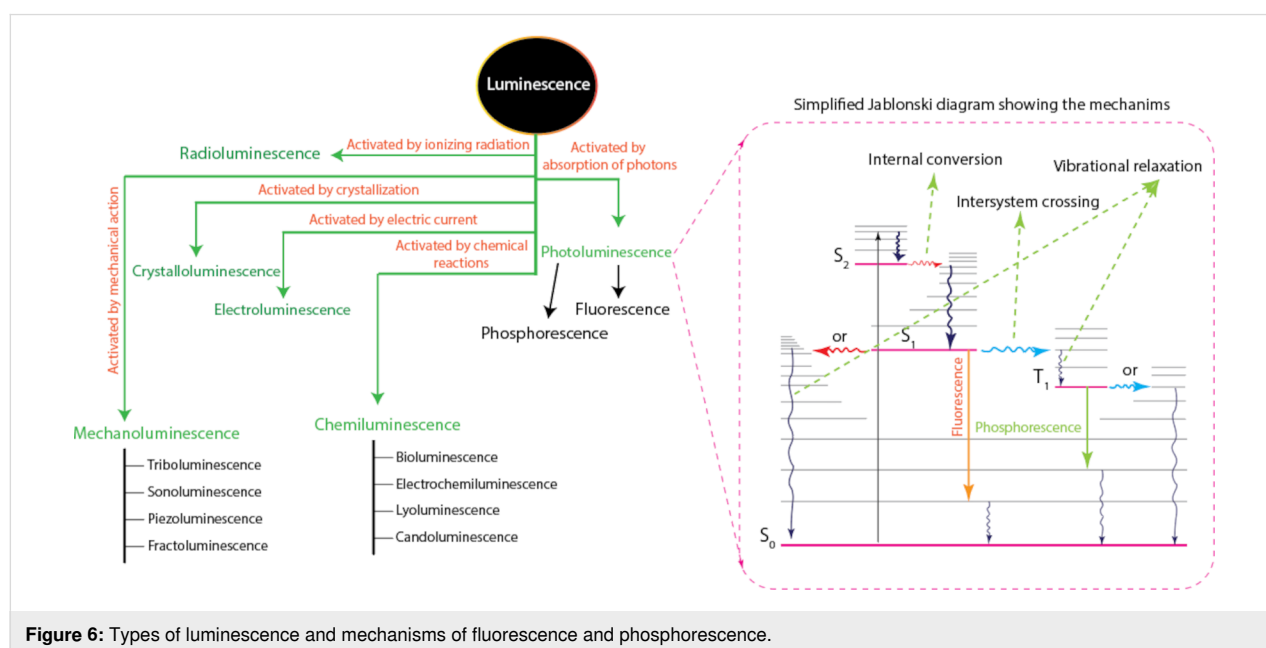 Luminescence
Radioluminescence
Activated by ionizing radiation
Activated by
absorption of photons
Activated by mechanical action
Activated by crystallization
Activated by electric current
Activated by chemical
reactions
Crystalloluminescence
Electroluminescence
Photoluminescence
Fluorescence
Phosphorescence
Mechanoluminescence
Triboluminescence
Sonoluminescence
Piezoluminescence
Fractoluminescence
Chemiluminescence
Bioluminescence
Electrochemiluminescence
Lyoluminescence
Candoluminescence
Simplified Jablonski diagram showing the mechanims
Internal conversion
Vibrational relaxation
Intersystem crossing
S2
or
S1
T1
or
Fluorescence
Phosphorescence
S0
Figure 6: Types of luminescence and mechanisms of fluorescence and phosphorescence.